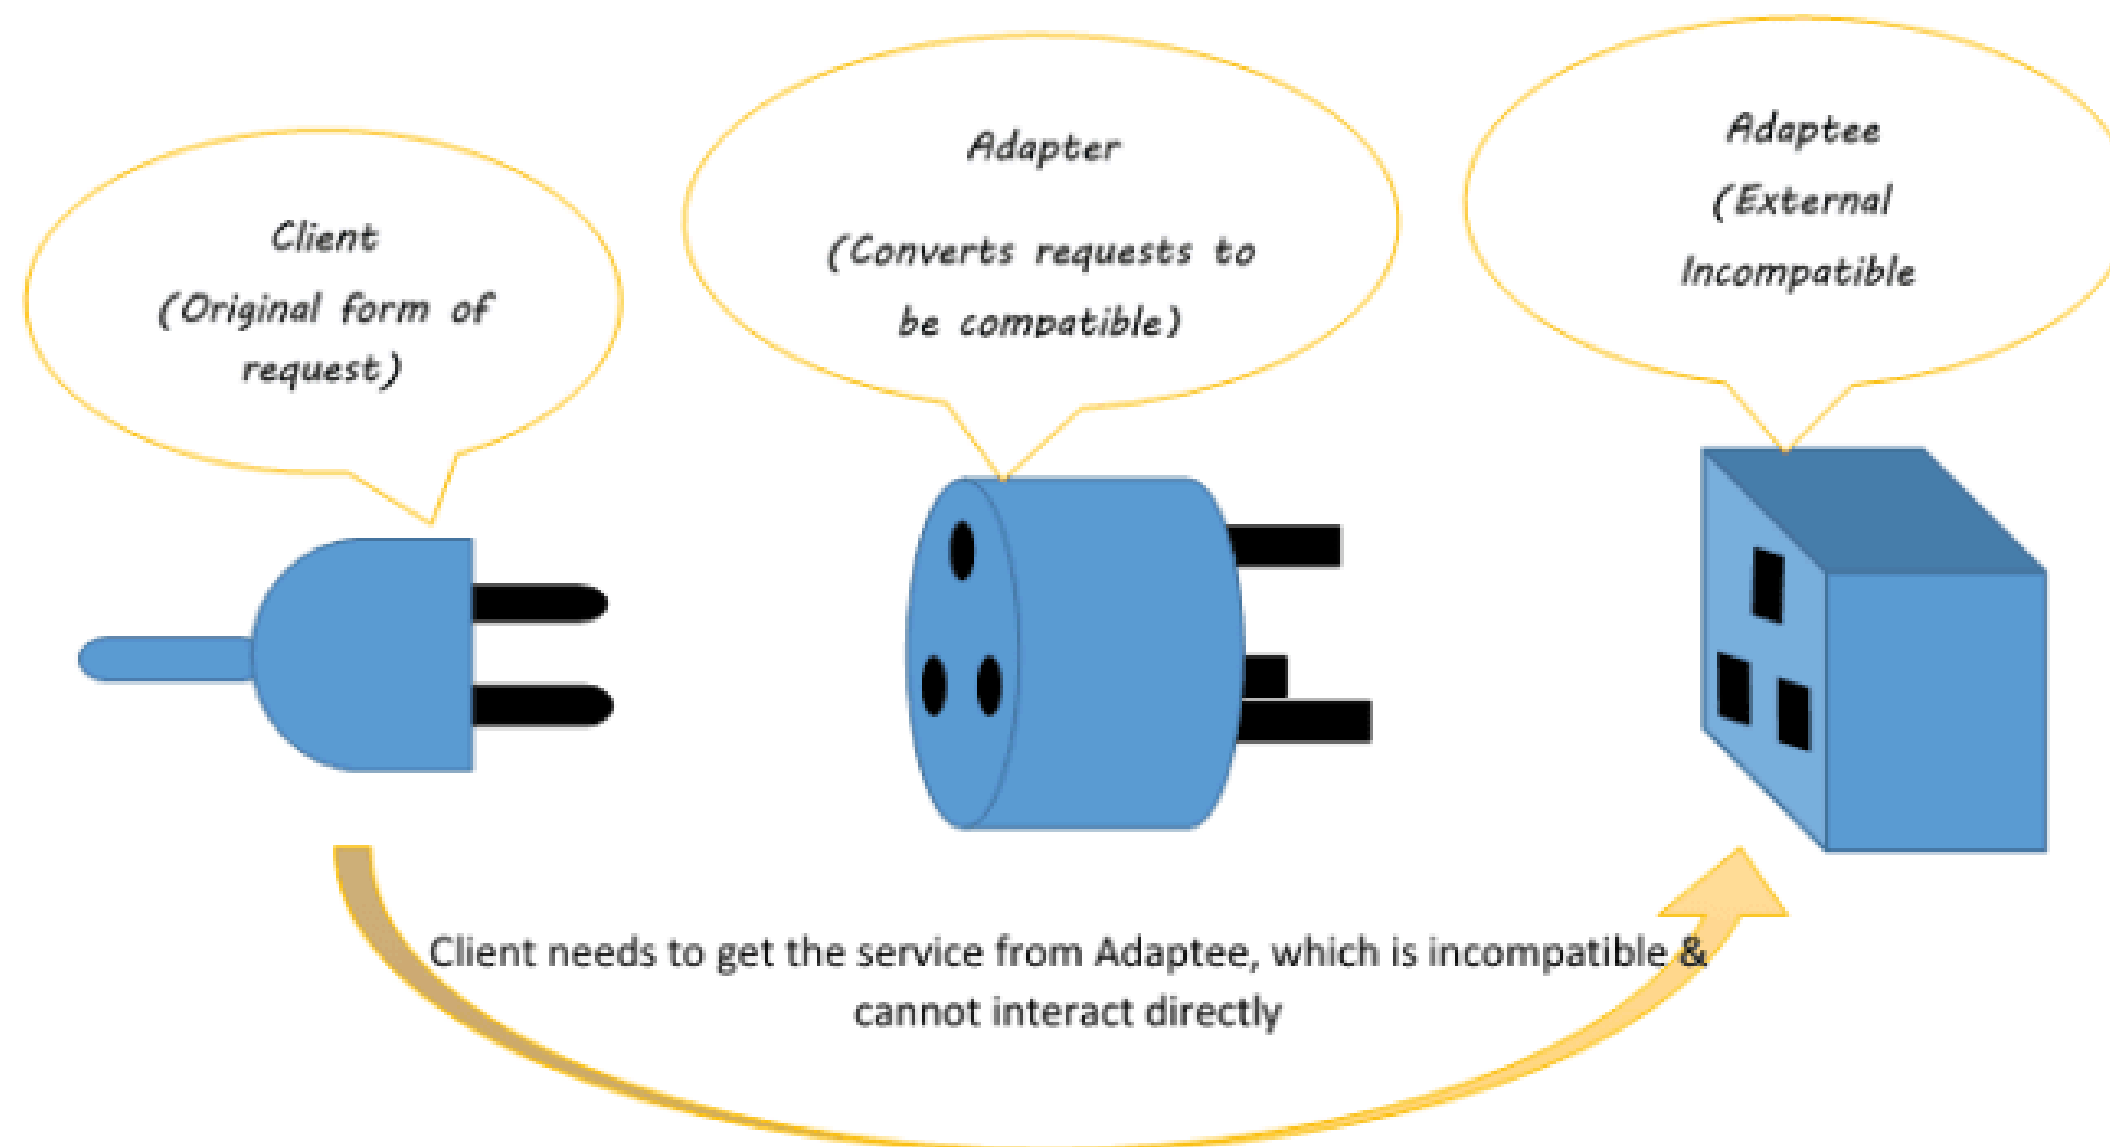 Client
(Original form of
request)
Adapter
(Converts requests to
be compatible)
Adaptee
(External
Incompatible
Client needs to get the service from Adaptee, which is incompatible &
cannot interact directly